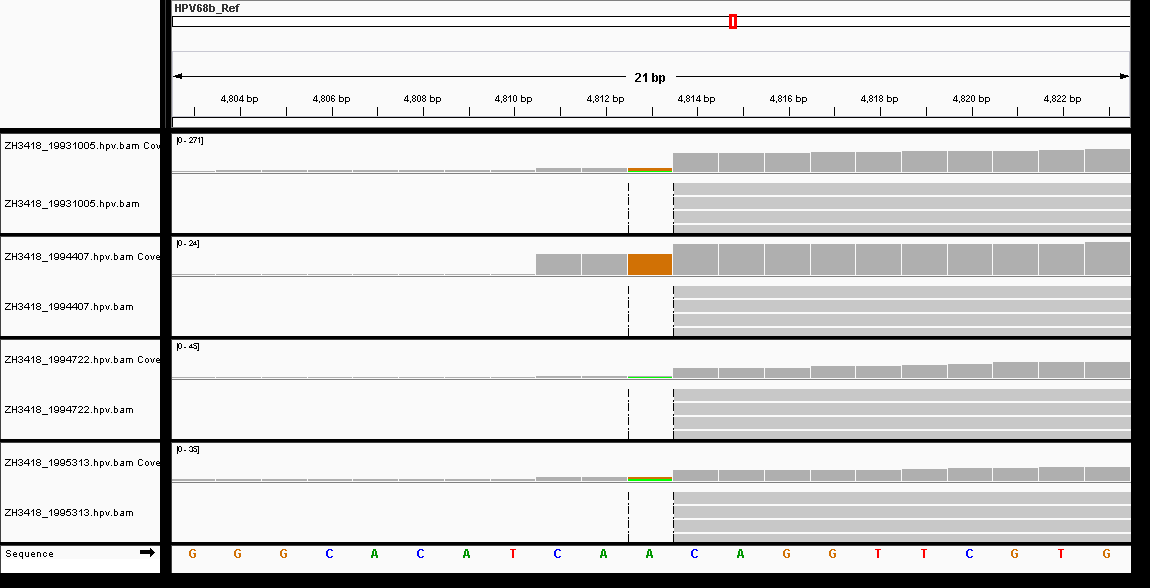 HPV68b_Ref
21 bp
4,804 bp 4,806 bp 4,808 bp 4,810 bp 4,812 bp 4,814 bp 4,816 bp 4,818 bp 4,820 bp 4,822 bp
ZH3418_19931005.hpv.bam Cov
[0 - 271]
ZH3418_19931005.hpv.bam
[0 - 24]
ZH3418_1994407.hpv.bam Cove
ZH3418_1994407.hpv.bam
[0 - 45]
ZH3418_1994722.hpv.bam Cove
ZH3418_1994722.hpv.bam
[0 - 35]
ZH3418_1995313.hpv.bam Cove
ZH3418_1995313.hpv.bam
Sequence G G G C A C A T C A A C A G G T T C G T G